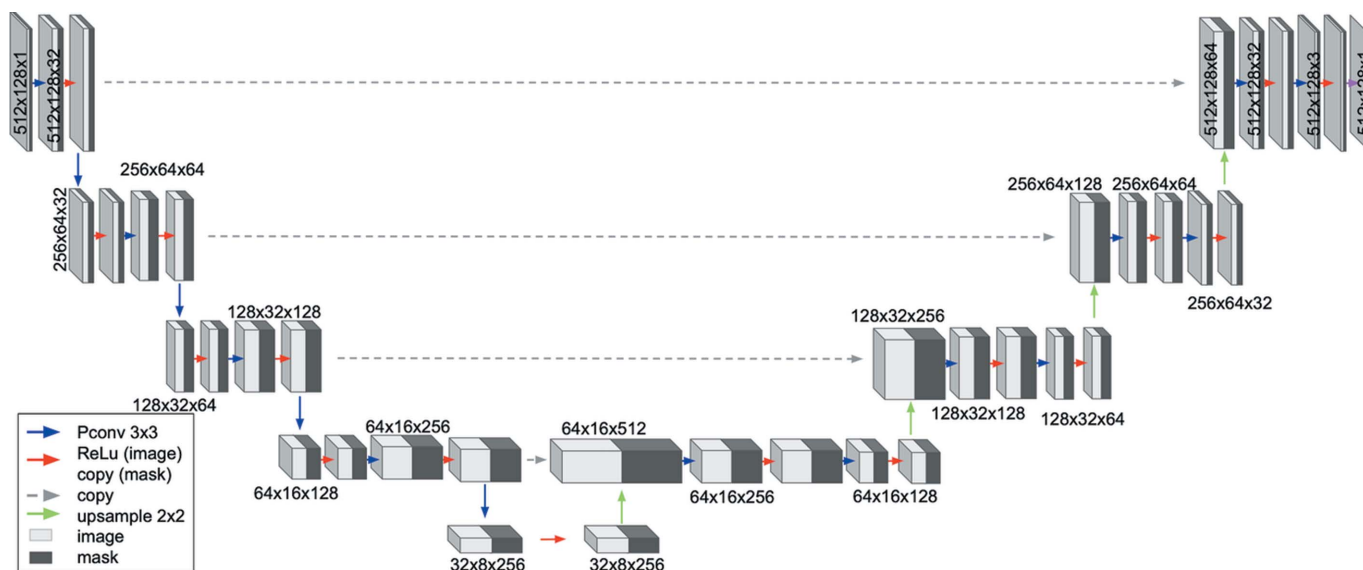 512x128x1
512x128x32
512x128x64
512x128x32
512x128x3
512x128x1
256x64x64
256x64x32
256x64x128
256x64x64
256x64x32
128x32x128
128x32x64
128x32x256
128x32x128
128x32x64
64x16x256
64x16x128
64x16x512
64x16x256
64x16x128
32x8x256
32x8x256
Pconv 3x3
ReLu (image)
copy (mask)
copy
upsample 2x2
image
mask